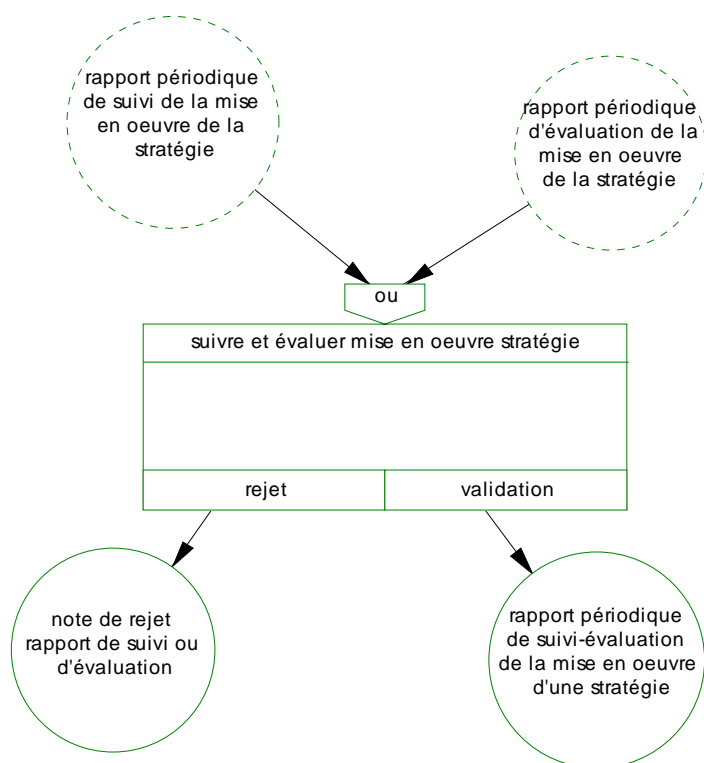 rapport périodique
de suivi de la mise
en oeuvre de la
stratégie
rapport périodique
d'évaluation de la
mise en oeuvre
de la stratégie
ou
suivre et évaluer mise en oeuvre stratégie
rejet
validation
note de rejet
rapport de suivi ou
d'évaluation
rapport périodique
de suivi-évaluation
de la mise en oeuvre
d'une stratégie